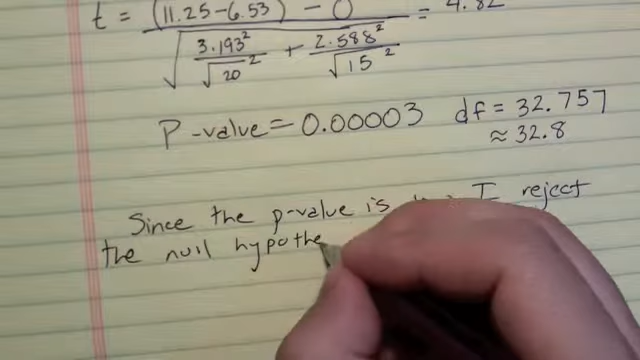 t = (11.25-6.53) - 0 = 4.82
3.193² + 2.588²
√20² √15²
P-value = 0.00003 df = 32.757
≈ 32.8
Since the p-value is I reject
the null hypothe